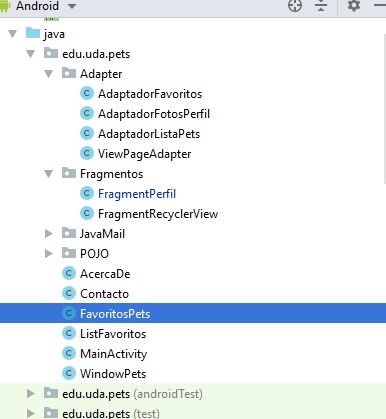 Android
java
edu.uda.pets
Adapter
AdaptadorFavoritos
AdaptadorFotosPerfil
AdaptadorListaPets
ViewPageAdapter
Fragmentos
FragmentPerfil
FragmentRecyclerView
JavaMail
POJO
AcercaDe
Contacto
FavoritosPets
ListFavoritos
MainActivity
WindowPets
edu.uda.pets (androidTest)
edu.uda.pets (test)